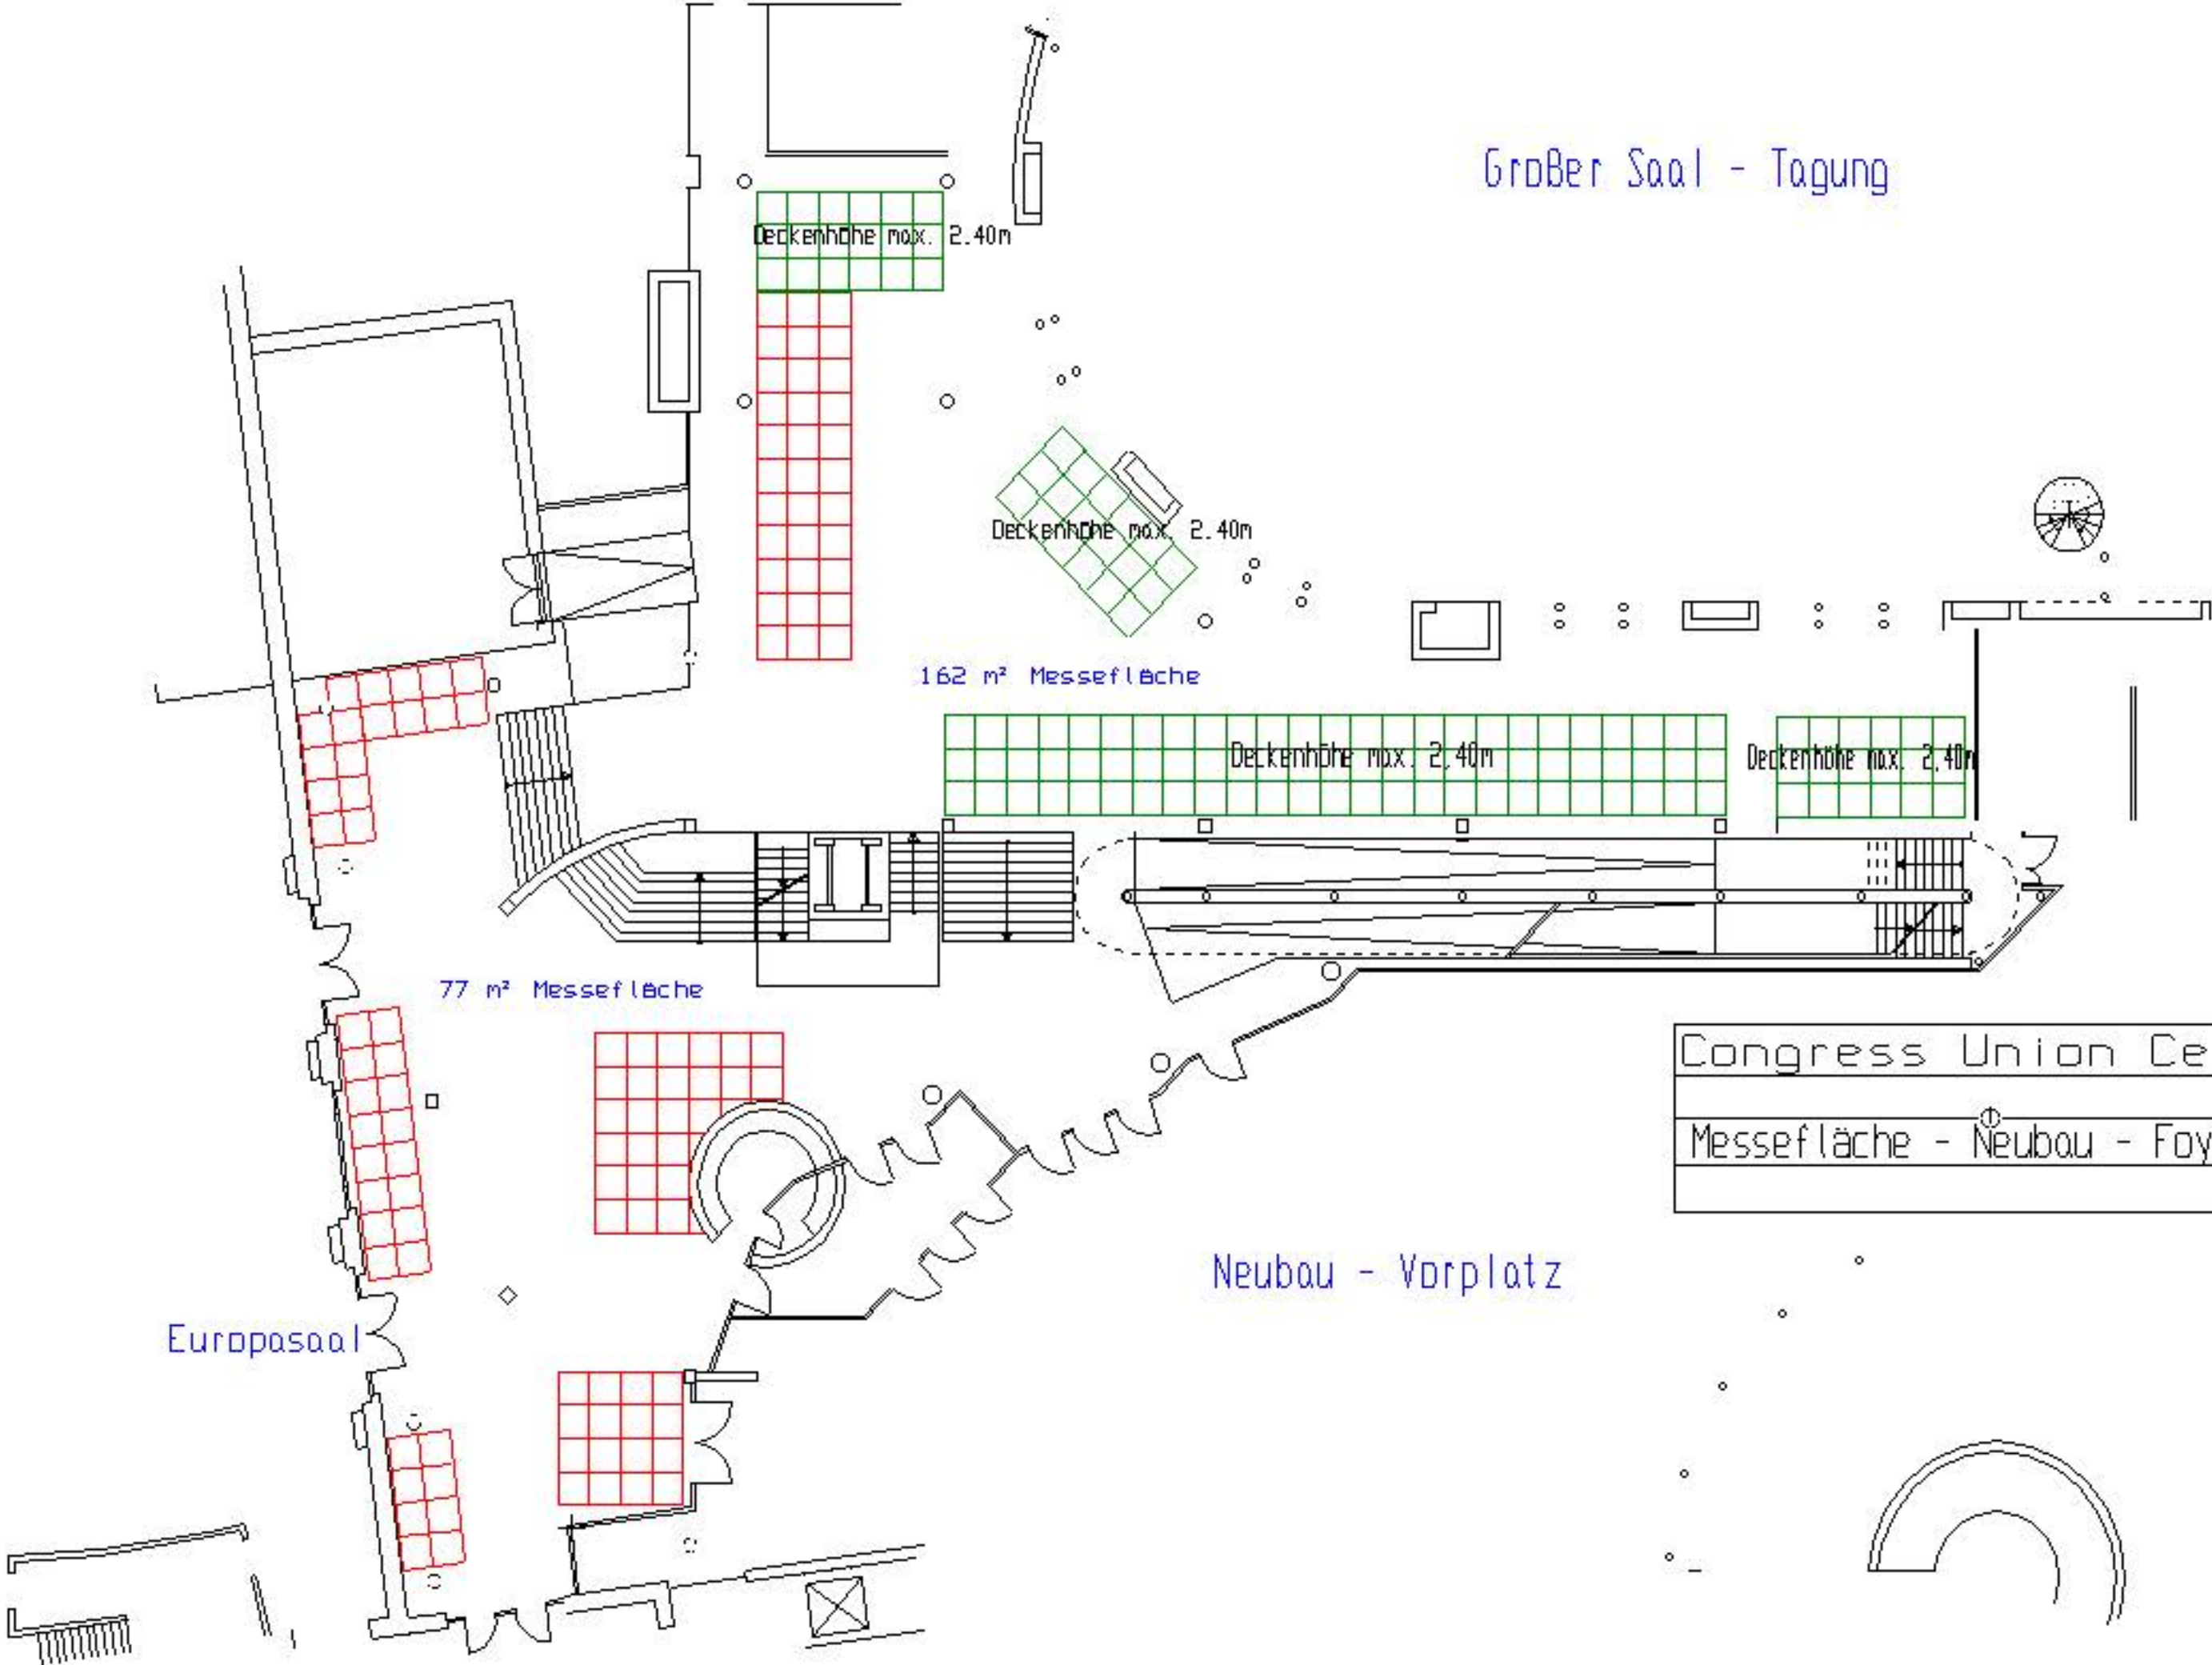 Großer Saal - Tagung
Deckenhöhe max. 2.40m
Deckenhöhe max. 2.40m
162 m² Messefläche
Deckenhöhe max. 2,40m
Deckenhöhe max. 2,40m
77 m² Messefläche
Congress Union Ce
Messefläche - Neubau - Foy
Neubau - Vorplatz
Europasaal